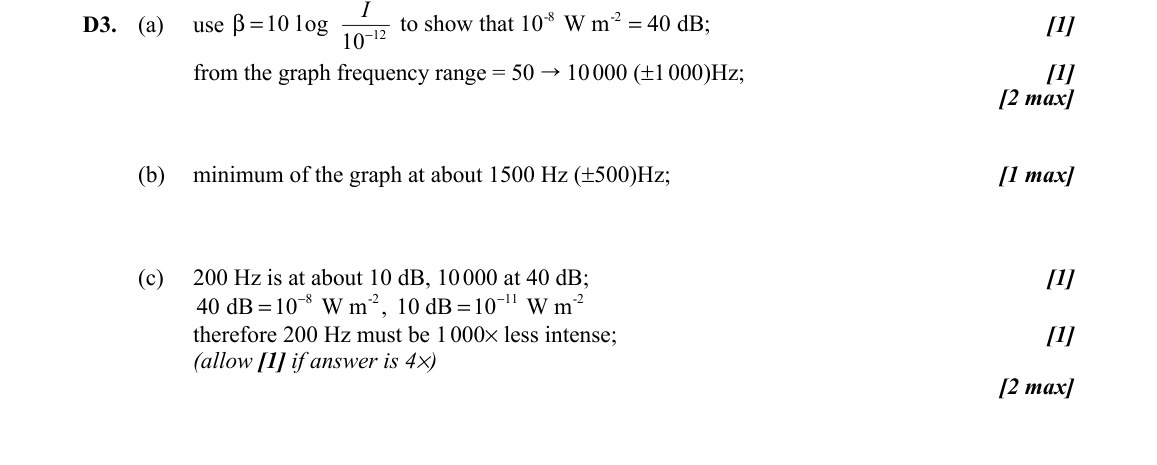 D3. (a) use β = 10 log I/10⁻¹² to show that 10⁻⁸ W m⁻² = 40 dB; [1]
from the graph frequency range = 50 → 10 000 (±1 000)Hz; [1]
[2 max]
(b) minimum of the graph at about 1500 Hz (±500)Hz; [1 max]
(c) 200 Hz is at about 10 dB, 10 000 at 40 dB; [1]
40 dB = 10⁻⁸ W m⁻², 10 dB = 10⁻¹¹ W m⁻²
therefore 200 Hz must be 1 000× less intense; [1]
(allow [1] if answer is 4×)
[2 max]